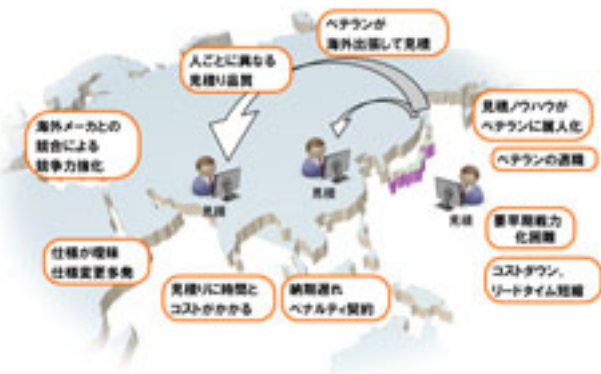 ベテランが
海外出張して見積
人ごとに異なる
見積り品質
見積ノウハウが
ベテランに属人化
海外メーカとの
競合による
競争力強化
ベテランの退職
見積
見積
見積
要早期戦力
化困難
仕様が曖昧
仕様変更多発
コストダウン、
リードタイム短縮
見積りに時間と
コストがかかる
納期遅れ
ペナルティ契約